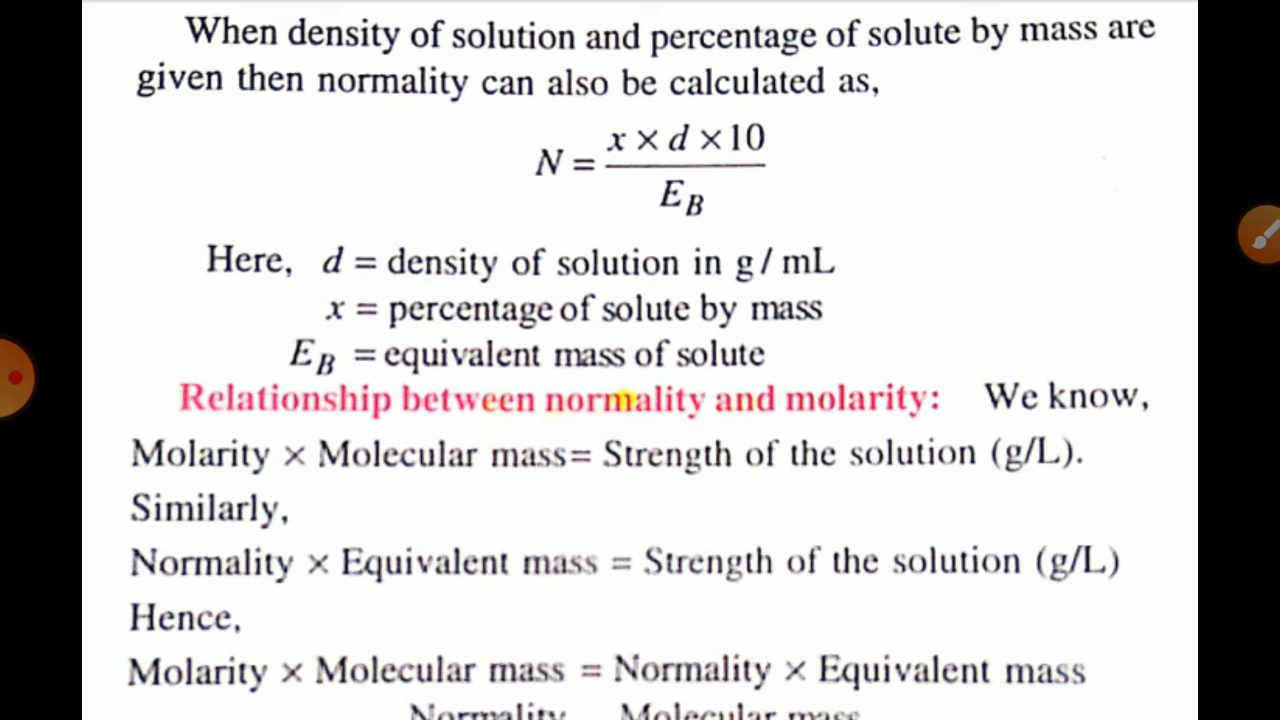 When density of solution and percentage of solute by mass are
given then normality can also be calculated as,
N = x × d × 10 / E_B
Here, d = density of solution in g / mL
x = percentage of solute by mass
E_B = equivalent mass of solute
Relationship between normality and molarity: We know,
Molarity × Molecular mass= Strength of the solution (g/L).
Similarly,
Normality × Equivalent mass = Strength of the solution (g/L)
Hence,
Molarity × Molecular mass = Normality × Equivalent mass
Normality Molecular mass